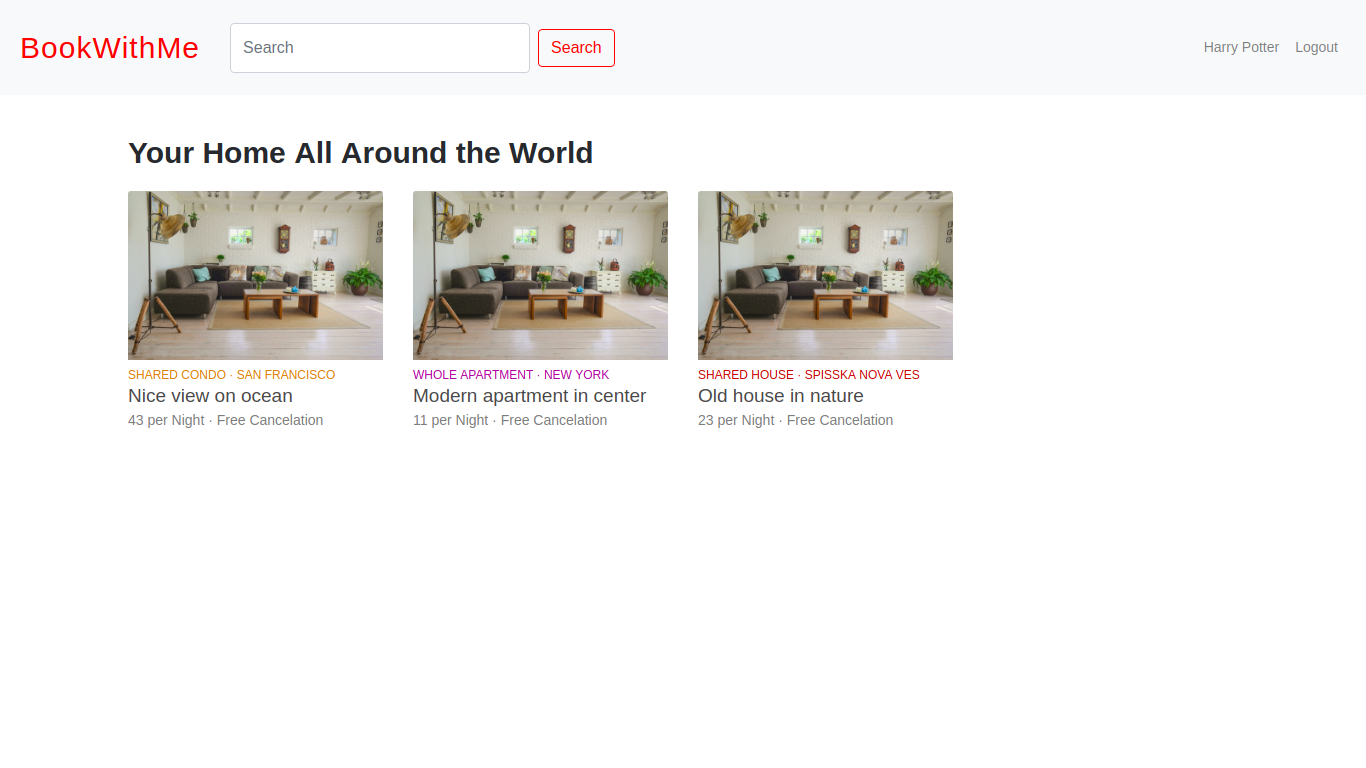 BookWithMe
Search
Search
Harry Potter
Logout
Your Home All Around the World
SHARED CONDO · SAN FRANCISCO
Nice view on ocean
43 per Night · Free Cancelation
WHOLE APARTMENT · NEW YORK
Modern apartment in center
11 per Night · Free Cancelation
SHARED HOUSE · SPISSKA NOVA VES
Old house in nature
23 per Night · Free Cancelation